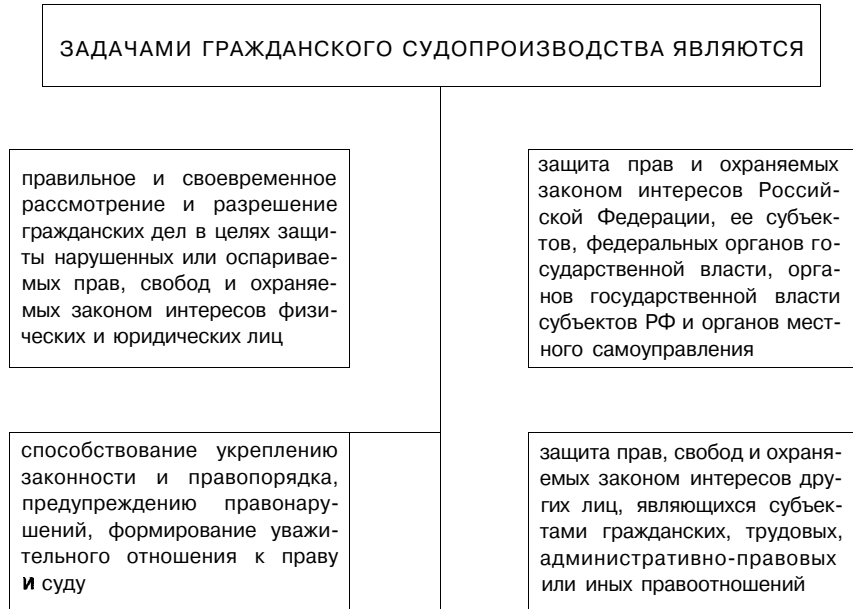 ЗАДАЧАМИ ГРАЖДАНСКОГО СУДОПРОИЗВОДСТВА ЯВЛЯЮТСЯ
правильное и своевременное
рассмотрение и разрешение
гражданских дел в целях защи-
ты нарушенных или оспаривае-
мых прав, свобод и охраняе-
мых законом интересов физи-
ческих и юридических лиц
защита прав и охраняемых
законом интересов Россий-
ской Федерации, ее субъек-
тов, федеральных органов го-
сударственной власти, орга-
нов государственной власти
субъектов РФ и органов мест-
ного самоуправления
способствование укреплению
законности и правопорядка,
предупреждению правонару-
шений, формирование уважи-
тельного отношения к праву
и суду
защита прав, свобод и охраня-
емых законом интересов дру-
гих лиц, являющихся субъек-
тами гражданских, трудовых,
административно-правовых
или иных правоотношений